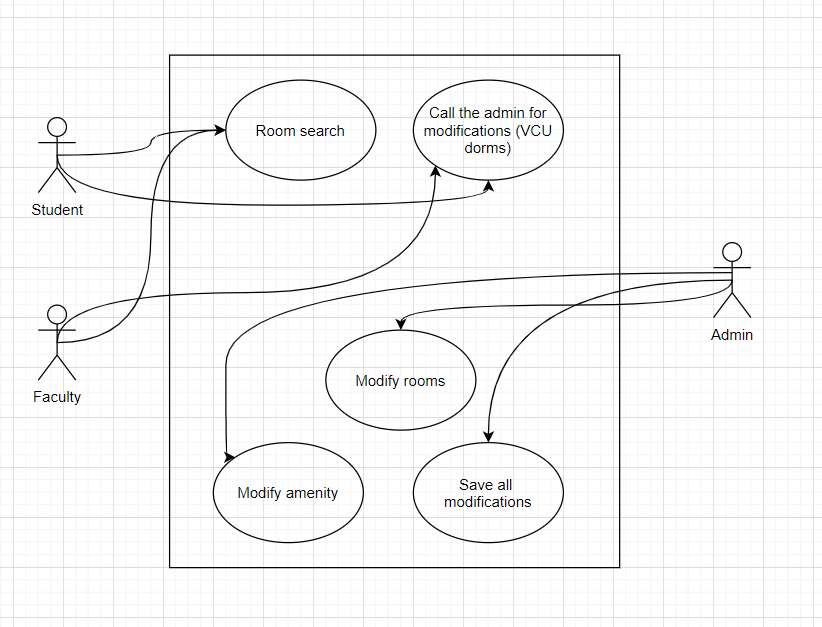 Room search
Call the admin for
modifications (VCU
dorms)
Student
Admin
Modify rooms
Faculty
Modify amenity
Save all
modifications